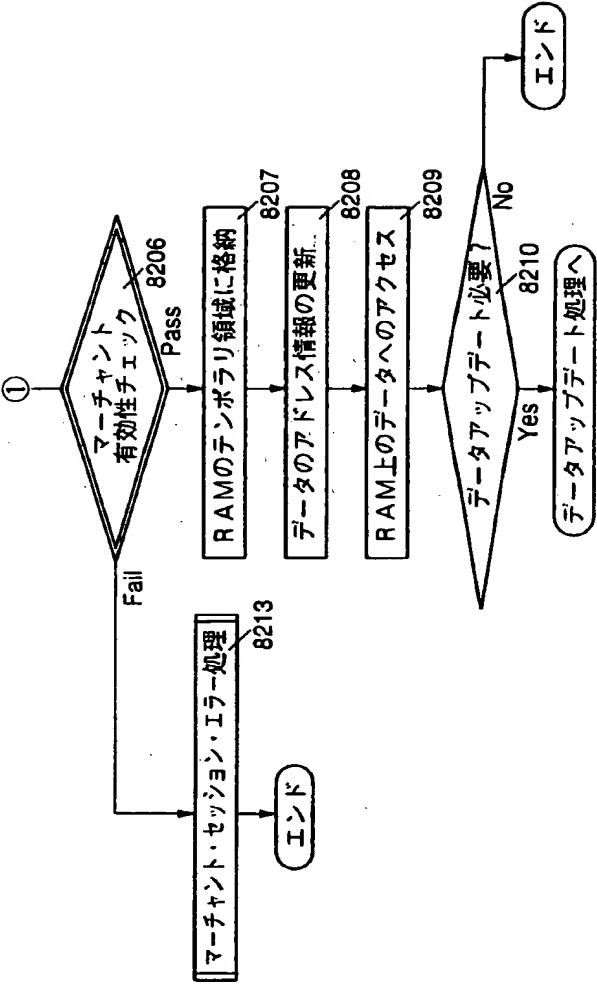 ①
マーチャント
有効性チェック
8206
Fail
Pass
マーチャント・セッション・エラー処理
8213
エンド
RAMのテンポラリ領域に格納
8207
データのアドレス情報の更新
8208
RAM上のデータへのアクセス
8209
データアップデート必要?
8210
No
エンド
Yes
データアップデート処理へ